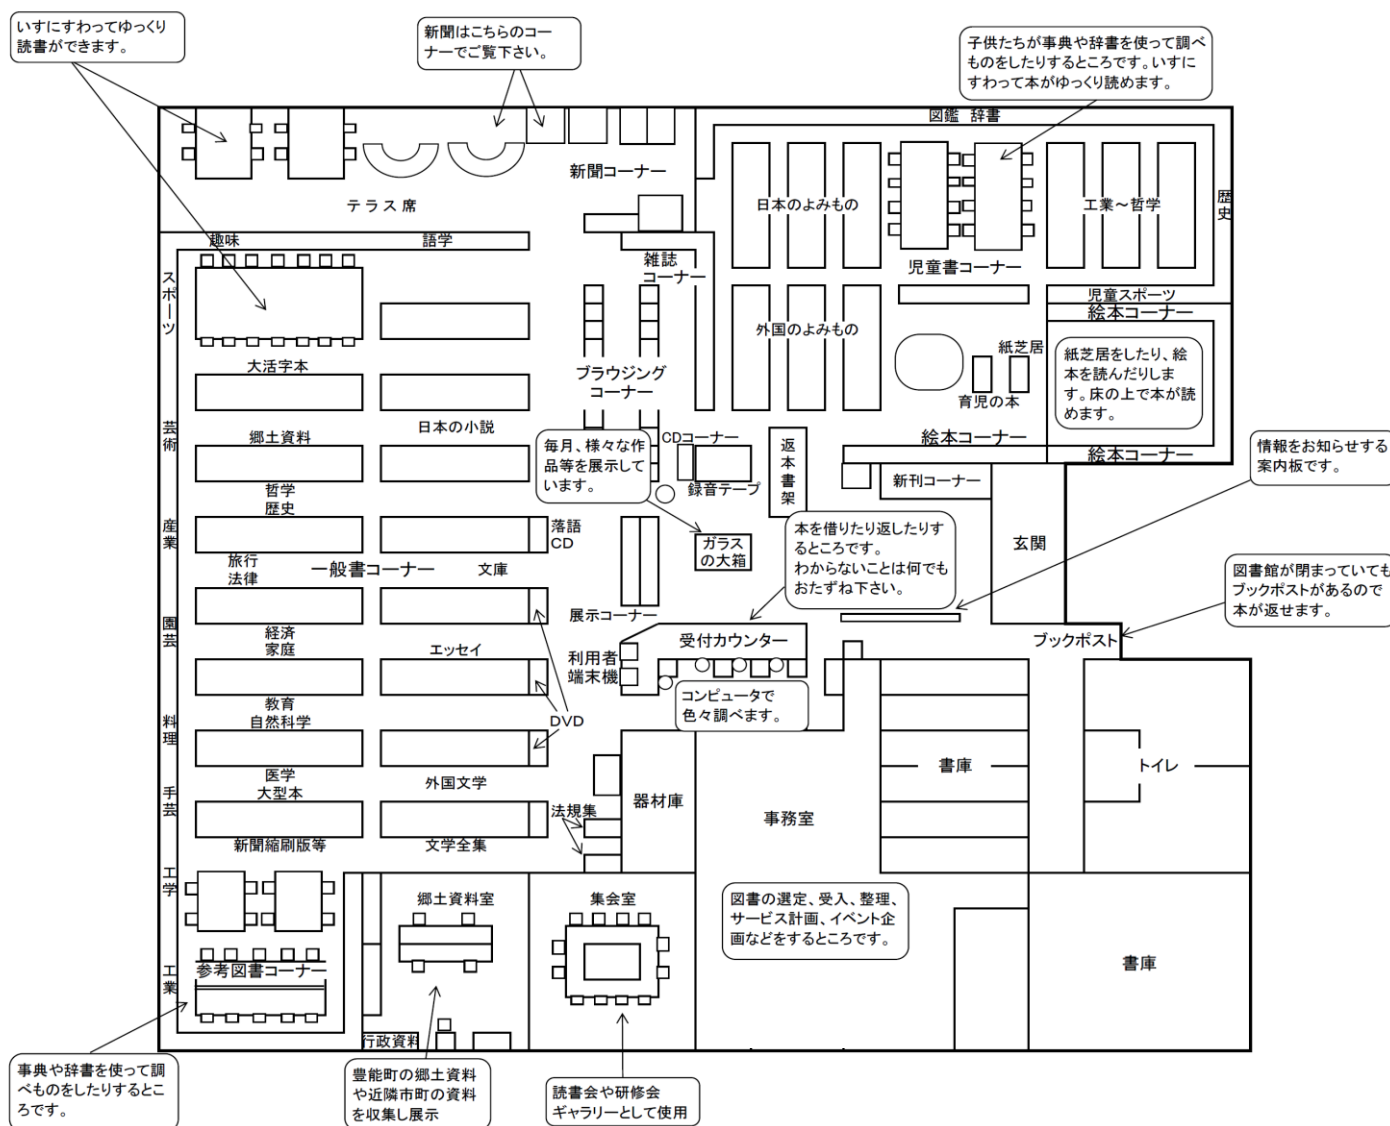 いすにすわってゆっくり
読書ができます。
新聞はこちらのコー
ナーでご覧下さい。
子供たちが事典や辞書を使って調べ
ものをしたりするところです。いすに
すわって本がゆっくり読めます。
図鑑 辞書
新聞コーナー
テラス席
日本のよみもの
工業～哲学
歴史
趣味
語学
雑誌
コーナー
児童書コーナー
スポーツ
児童スポーツ
絵本コーナー
外国のよみもの
紙芝居
紙芝居をしたり、絵
本を読んだりしま
す。床の上で本が読
めます。
大活字本
ブラウジング
コーナー
育児の本
芸術
日本の小説
郷土資料
CDコーナー
絵本コーナー
絵本コーナー
毎月、様々な作
品等を展示して
います。
返本書架
情報をお知らせする
案内板です。
録音テープ
新刊コーナー
哲学
歴史
産業
落語
CD
ガラス
の大箱
本を借りたり返したりす
るところです。
わからないことは何でも
おたずね下さい。
玄関
旅行
法律
一般書コーナー
文庫
図書館が閉まっていても
ブックポストがあるので
本が返せます。
園芸
展示コーナー
経済
家庭
エッセイ
利用者
端末機
受付カウンター
ブックポスト
コンピュータで
色々調べます。
教育
自然科学
DVD
料理
医学
大型本
外国文学
書庫
トイレ
手芸
法規集
器材庫
事務室
新聞縮刷版等
文学全集
工学
郷土資料室
集会室
図書の選定、受入、整理、
サービス計画、イベント企
画などをするところです。
参考図書コーナー
工業
書庫
行政資料
事典や辞書を使って調
べものをしたりするとこ
ろです。
豊能町の郷土資料
や近隣市町の資料
を収集し展示
読書会や研修会
ギャラリーとして使用